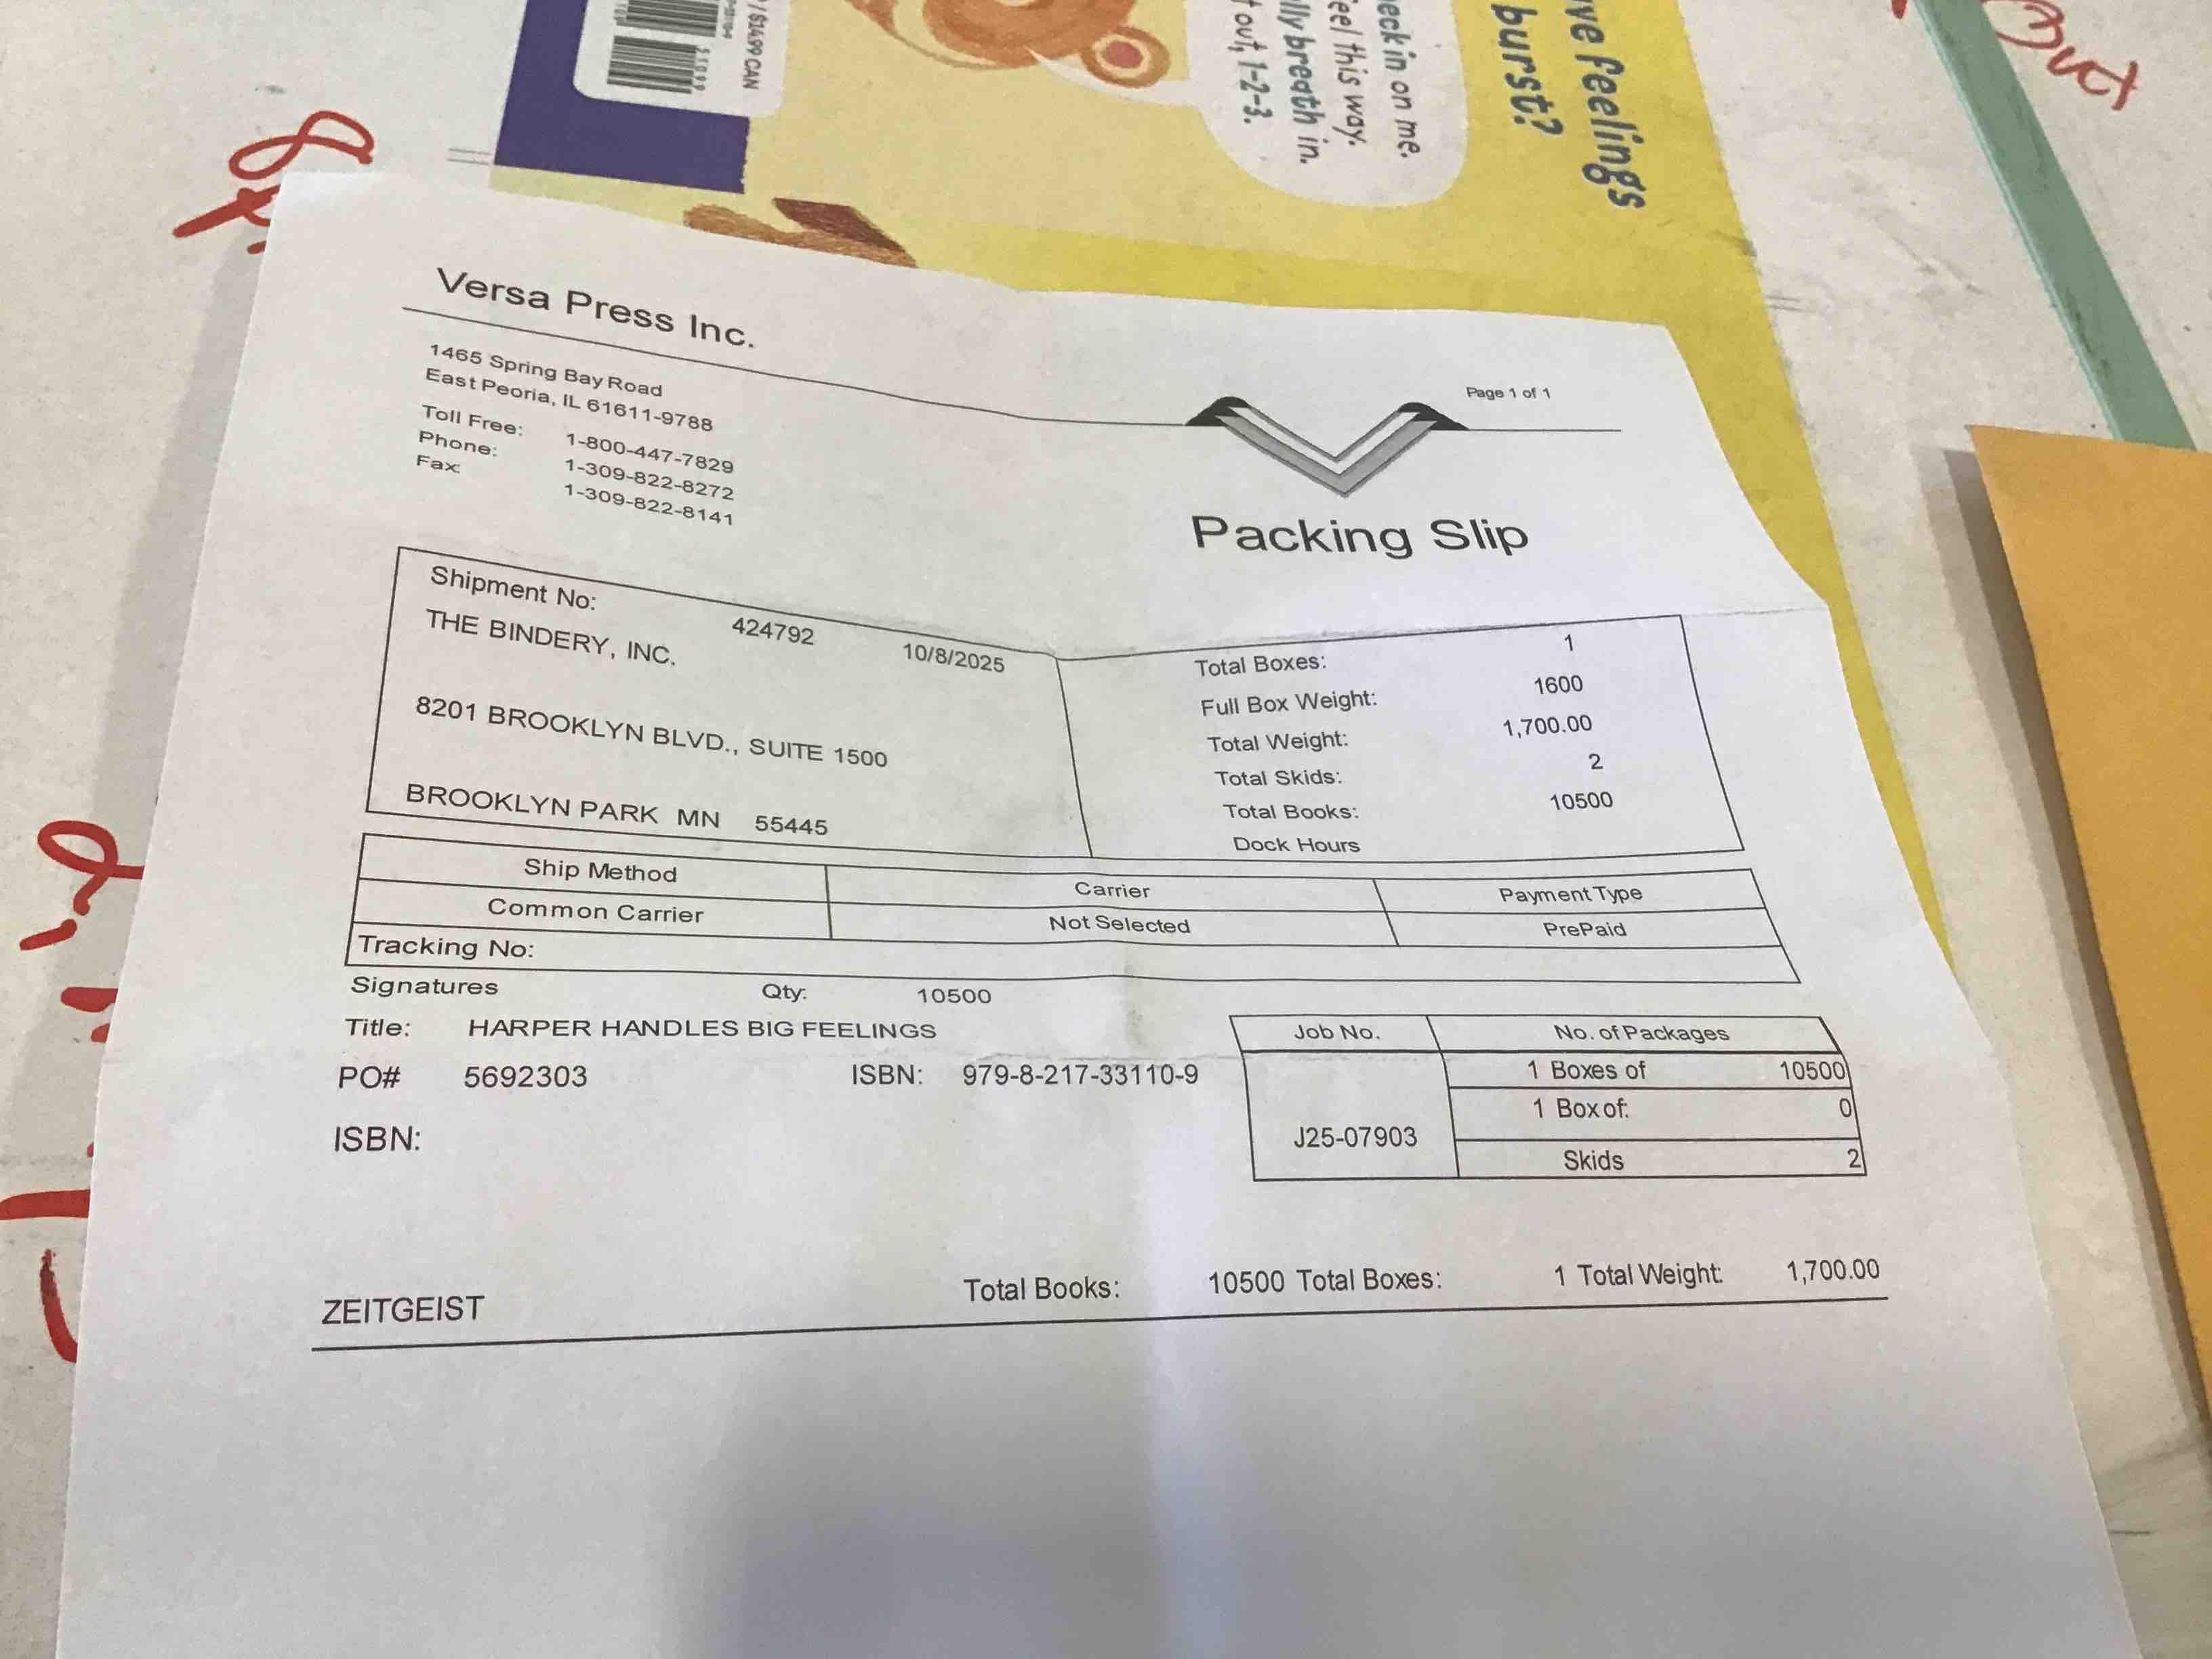 / $14.99 CAN
51099
heck in on me.
feel this way.
lly breath in.
t out, 1-2-3.
ve feelings
burst?
out
Versa Press Inc.
1465 Spring Bay Road
East Peoria, IL 61611-9788
Toll Free: 1-800-447-7829
Phone: 1-309-822-8272
Fax: 1-309-822-8141
Page 1 of 1
Packing Slip
Shipment No: 424792 10/8/2025
THE BINDERY, INC.
8201 BROOKLYN BLVD., SUITE 1500
BROOKLYN PARK MN 55445
Total Boxes: 1
Full Box Weight: 1600
Total Weight: 1,700.00
Total Skids: 2
Total Books: 10500
Dock Hours
Ship Method Carrier Payment Type
Common Carrier Not Selected PrePaid
Tracking No:
Signatures Qty: 10500
Title: HARPER HANDLES BIG FEELINGS
PO# 5692303 ISBN: 979-8-217-33110-9
ISBN:
Job No. No. of Packages
J25-07903
1 Boxes of 10500
1 Box of: 0
Skids 2
ZEITGEIST Total Books: 10500 Total Boxes: 1 Total Weight: 1,700.00